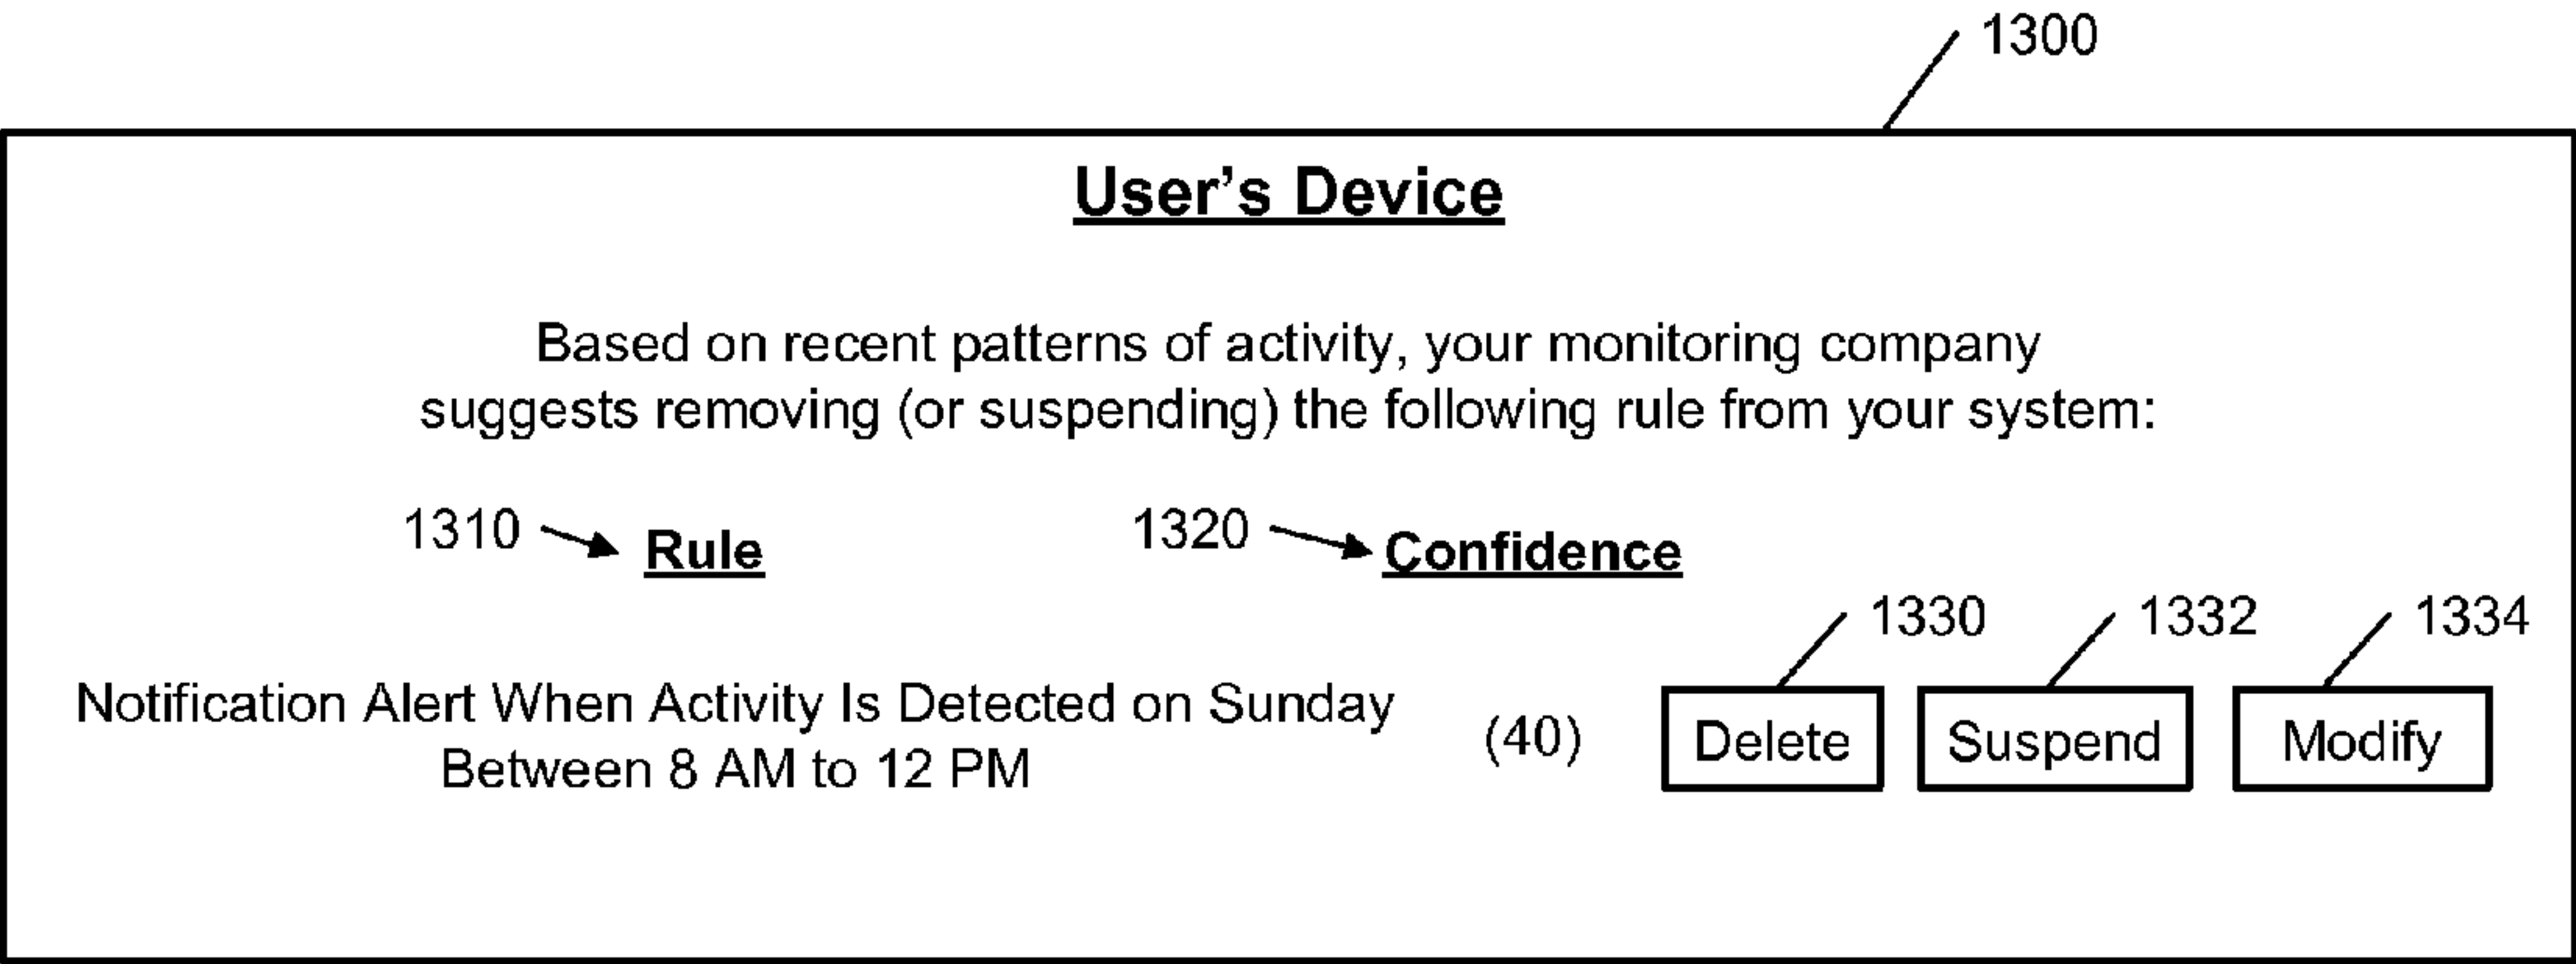 1300
User’s Device
Based on recent patterns of activity, your monitoring company
suggests removing (or suspending) the following rule from your system:
1310 Rule 1320 Confidence
1330 1332 1334
Notification Alert When Activity Is Detected on Sunday
Between 8 AM to 12 PM
(40) Delete Suspend Modify